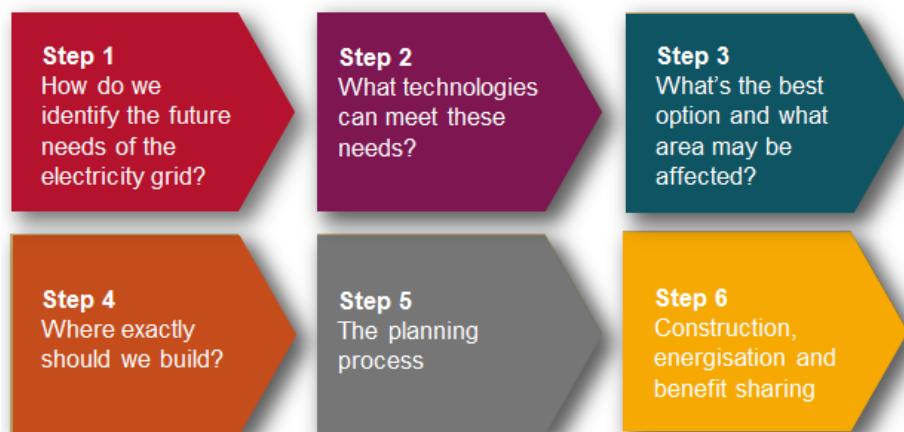 Step 1
How do we
identify the future
needs of the
electricity grid?
Step 2
What technologies
can meet these
needs?
Step 3
What's the best
option and what
area may be
affected?
Step 4
Where exactly
should we build?
Step 5
The planning
process
Step 6
Construction,
energisation and
benefit sharing